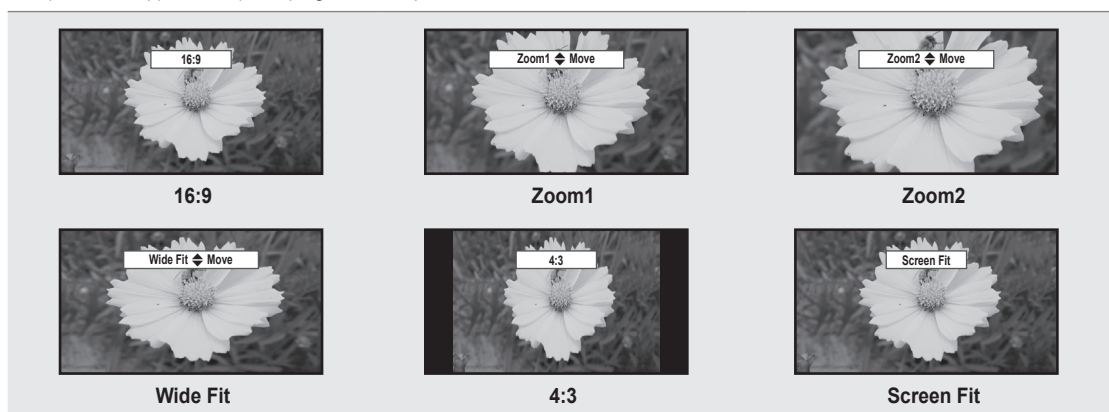 16:9
Zoom1 Move
Zoom2 Move
16:9
Zoom1
Zoom2
Wide Fit Move
4:3
Screen Fit
Wide Fit
4:3
Screen Fit